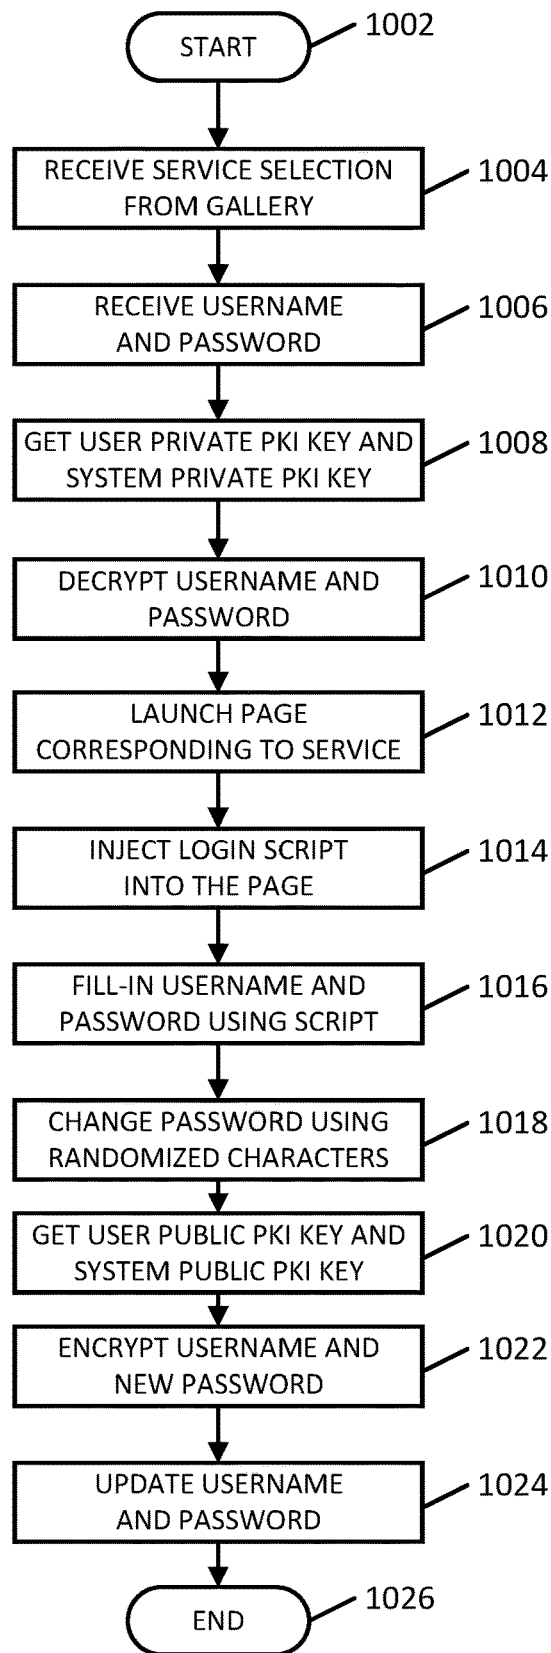 START
1002
RECEIVE SERVICE SELECTION
FROM GALLERY
1004
RECEIVE USERNAME
AND PASSWORD
1006
GET USER PRIVATE PKI KEY AND
SYSTEM PRIVATE PKI KEY
1008
DECRYPT USERNAME AND
PASSWORD
1010
LAUNCH PAGE
CORRESPONDING TO SERVICE
1012
INJECT LOGIN SCRIPT
INTO THE PAGE
1014
FILL-IN USERNAME AND
PASSWORD USING SCRIPT
1016
CHANGE PASSWORD USING
RANDOMIZED CHARACTERS
1018
GET USER PUBLIC PKI KEY AND
SYSTEM PUBLIC PKI KEY
1020
ENCRYPT USERNAME AND
NEW PASSWORD
1022
UPDATE USERNAME
AND PASSWORD
1024
END
1026